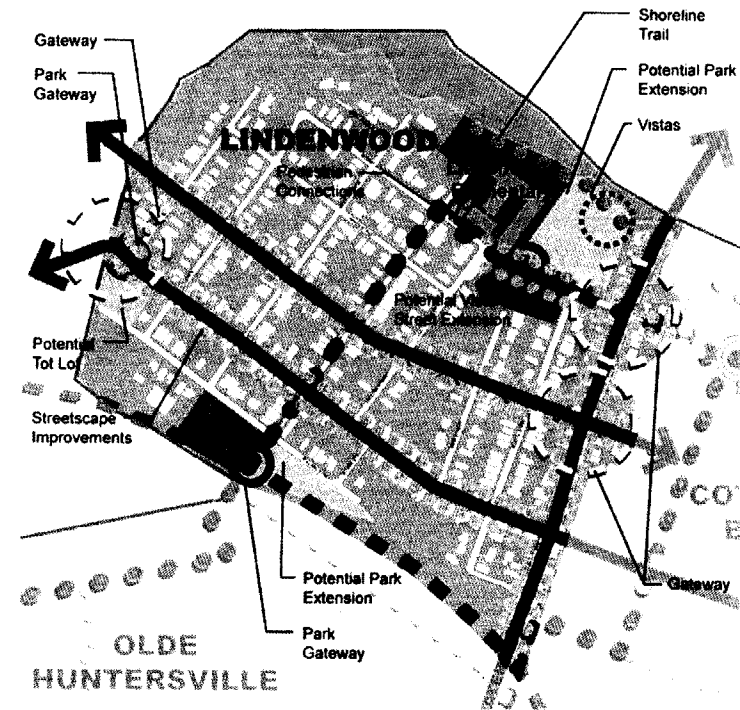 Shoreline
Trail
Gateway
Park
Gateway
Potential Park
Extension
Vistas
LINDENWOOD
Pedestrian
Connections
Potential
Street Extension
Potential
Tot Lot
Streetscape
Improvements
Gateway
Potential Park
Extension
Park
Gateway
OLDE
HUNTERSVILLE